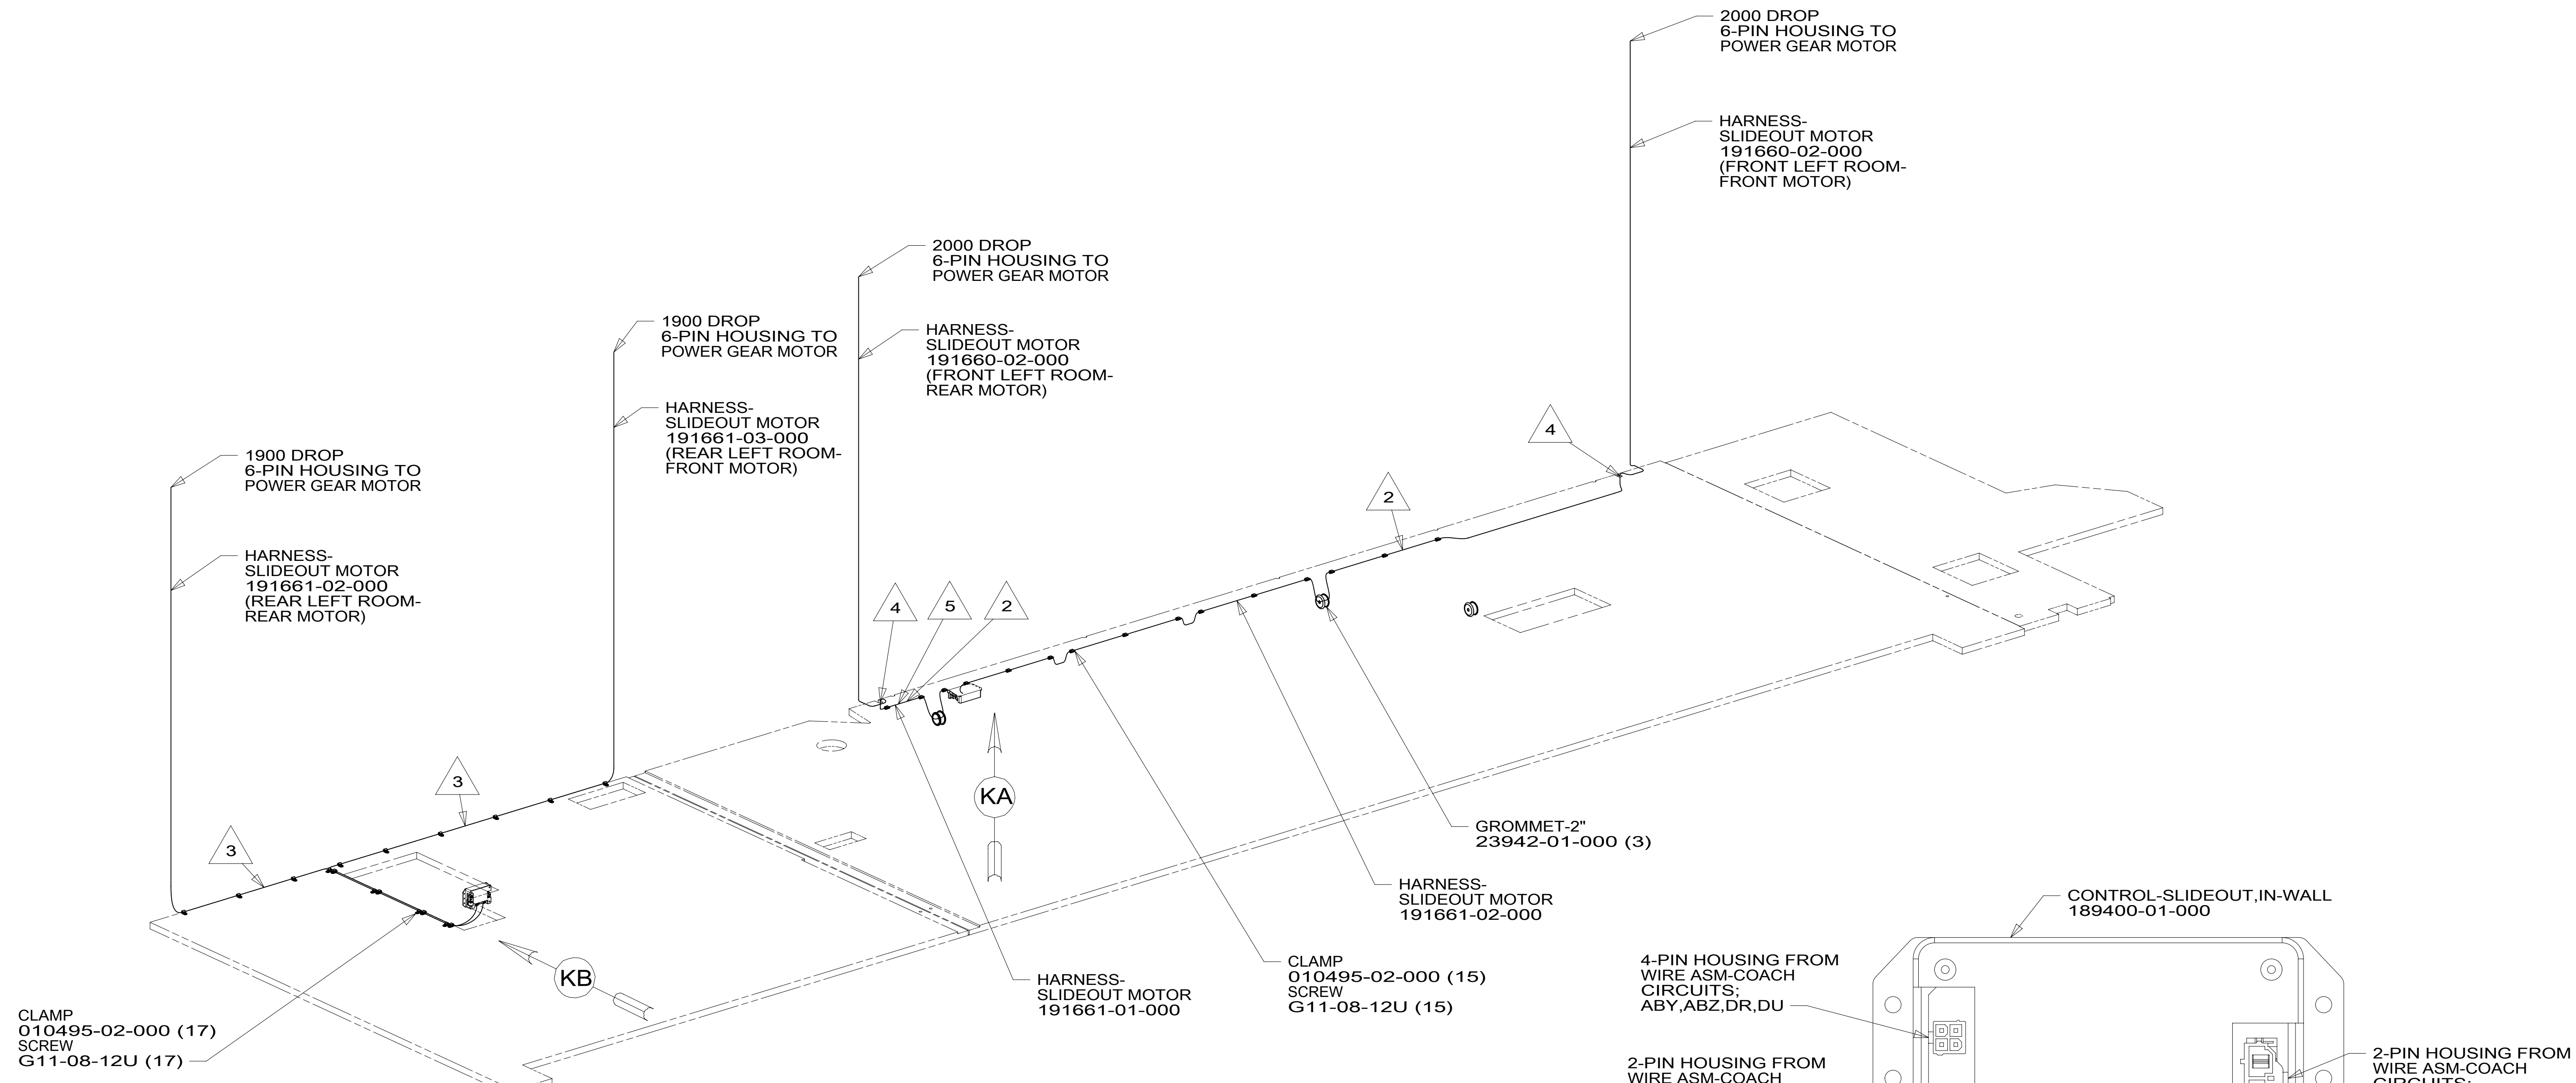 2000 DROP
6-PIN HOUSING TO
POWER GEAR MOTOR
HARNESS-
SLIDEOUT MOTOR
191660-02-000
(FRONT LEFT ROOM-
FRONT MOTOR)
2000 DROP
6-PIN HOUSING TO
POWER GEAR MOTOR
HARNESS-
SLIDEOUT MOTOR
191660-02-000
(FRONT LEFT ROOM-
REAR MOTOR)
1900 DROP
6-PIN HOUSING TO
POWER GEAR MOTOR
HARNESS-
SLIDEOUT MOTOR
191661-03-000
(REAR LEFT ROOM-
FRONT MOTOR)
1900 DROP
6-PIN HOUSING TO
POWER GEAR MOTOR
HARNESS-
SLIDEOUT MOTOR
191661-02-000
(REAR LEFT ROOM-
REAR MOTOR)
4
2
4
5
2
3
3
KA
KB
GROMMET-2"
23942-01-000 (3)
HARNESS-
SLIDEOUT MOTOR
191661-02-000
CLAMP
010495-02-000 (15)
SCREW
G11-08-12U (15)
HARNESS-
SLIDEOUT MOTOR
191661-01-000
CLAMP
010495-02-000 (17)
SCREW
G11-08-12U (17)
CONTROL-SLIDEOUT,IN-WALL
189400-01-000
4-PIN HOUSING FROM
WIRE ASM-COACH
CIRCUITS;
ABY,ABZ,DR,DU
2-PIN HOUSING FROM
WIRE ASM-COACH
2-PIN HOUSING FROM
WIRE ASM-COACH
CIRCUITS;